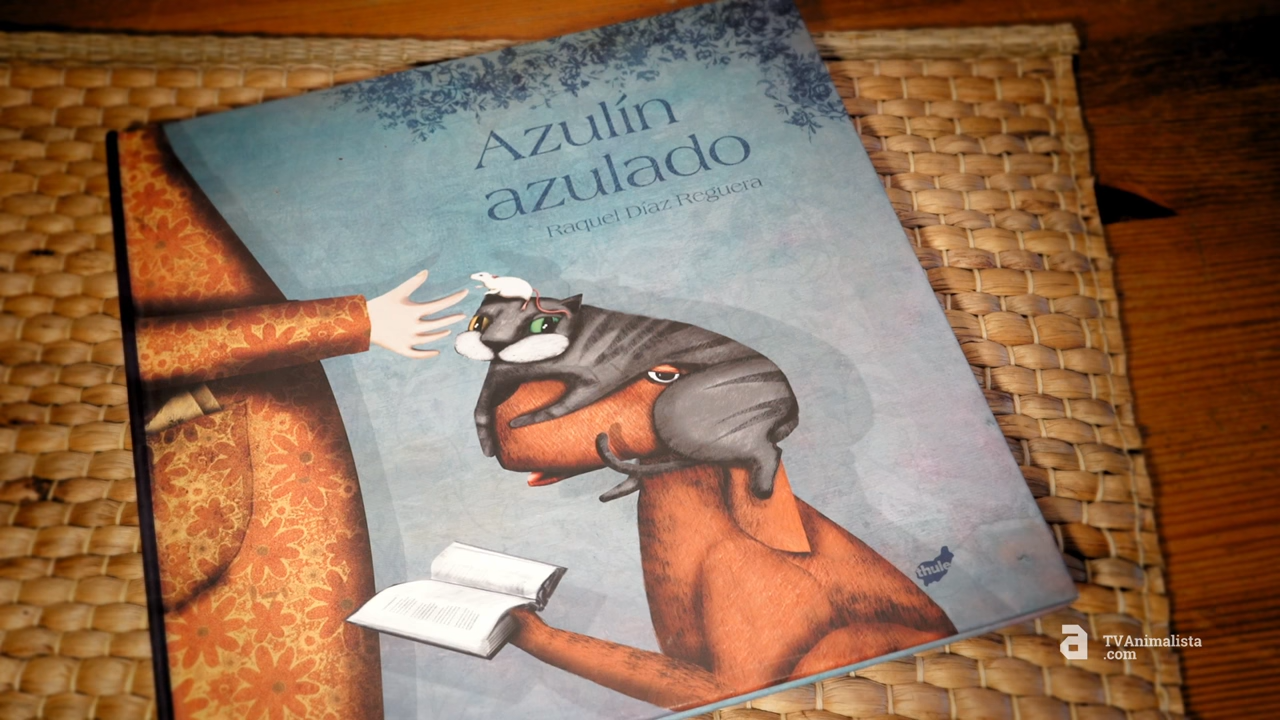 Azulín
azulado
Raquel Díaz Reguera
thule
a TVAnimalista
.com